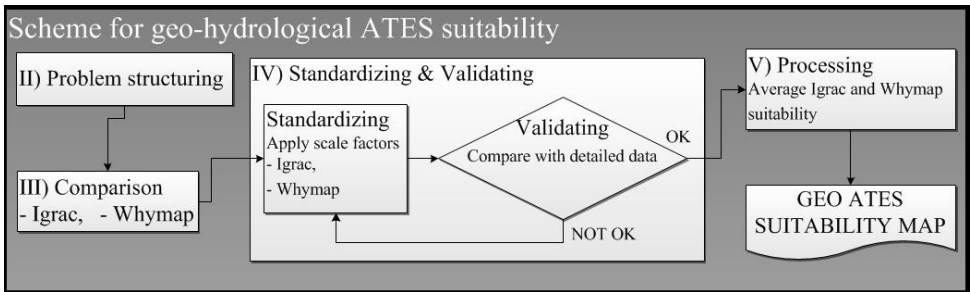 Scheme for geo-hydrological ATES suitability
II) Problem structuring
III) Comparison
- Igrac, - Whymap
IV) Standardizing & Validating
Standardizing
Apply scale factors
- Igrac,
- Whymap
Validating
Compare with detailed data
OK
NOT OK
V) Processing
Average Igrac and Whymap
suitability
GEO ATES
SUITABILITY MAP